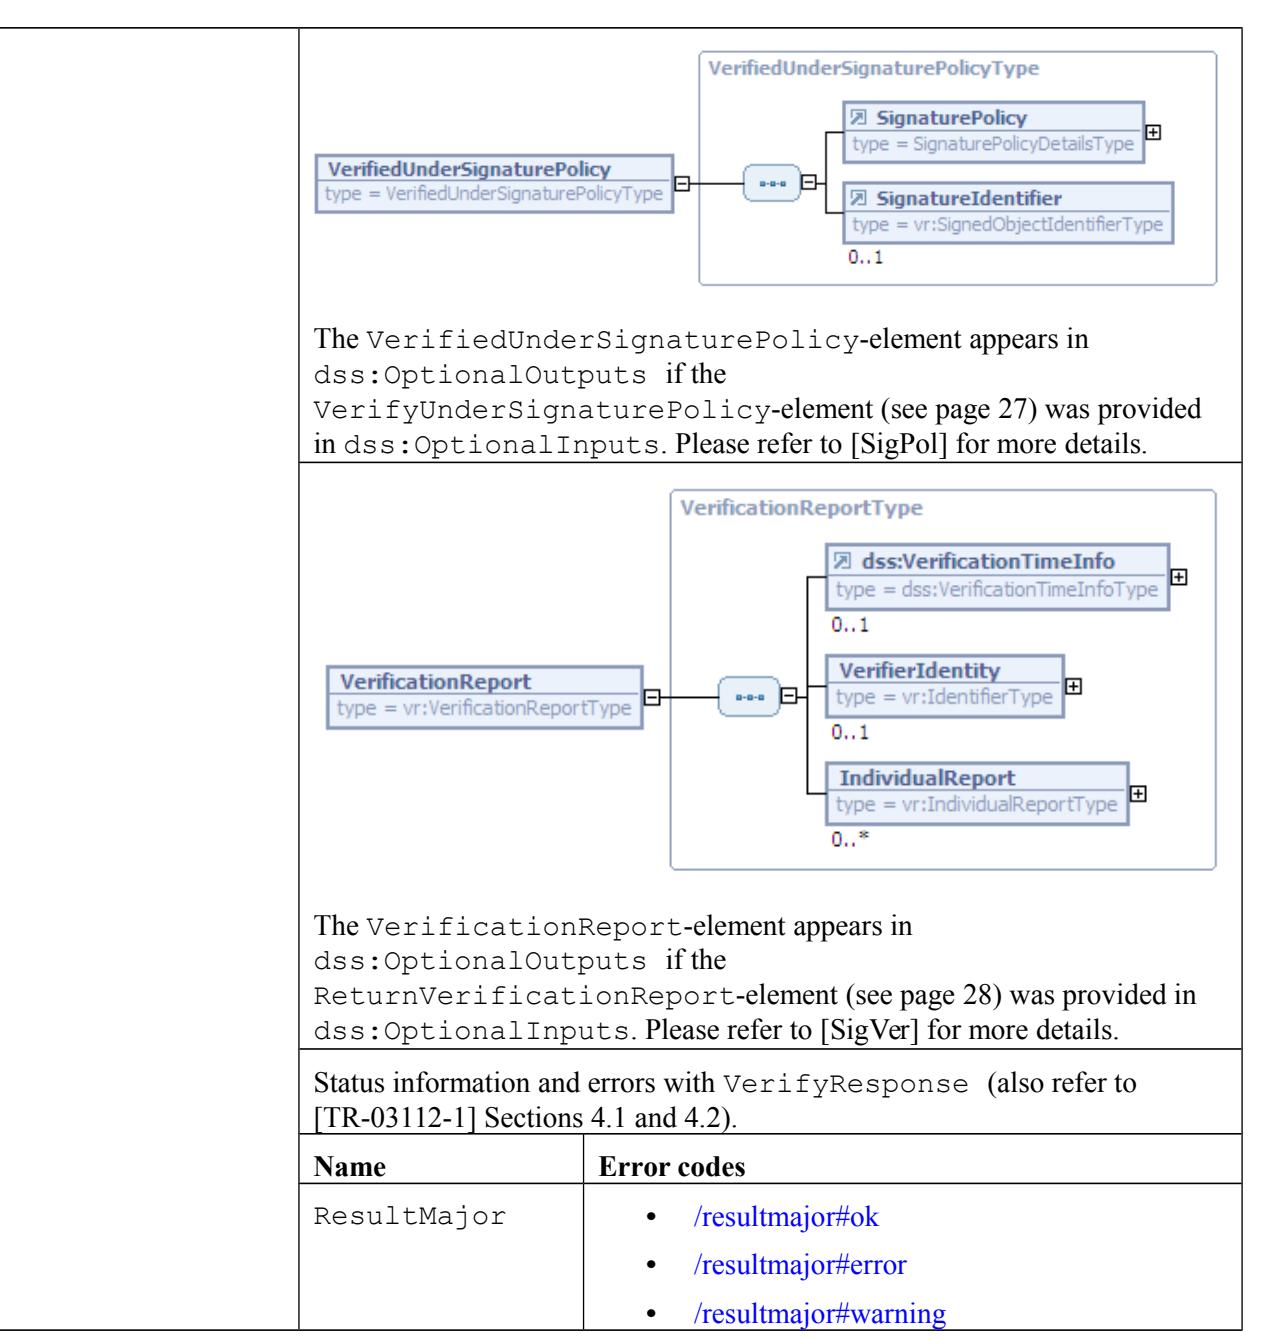 VerifiedUnderSignaturePolicyType
SignaturePolicy
type = SignaturePolicyDetailsType
VerifiedUnderSignaturePolicy
type = VerifiedUnderSignaturePolicyType
SignatureIdentifier
type = vr:SignedObjectIdentifierType
0..1
The VerifiedUnderSignaturePolicy-element appears in
dss:OptionalOutputs if the
VerifyUnderSignaturePolicy-element (see page 27) was provided
in dss:OptionalInputs. Please refer to [SigPol] for more details.
VerificationReportType
dss:VerificationTimeInfo
type = dss:VerificationTimeInfoType
0..1
VerificationReport
type = vr:VerificationReportType
VerifierIdentity
type = vr:IdentifierType
0..1
IndividualReport
type = vr:IndividualReportType
0..*
The VerificationReport-element appears in
dss:OptionalOutputs if the
ReturnVerificationReport-element (see page 28) was provided in
dss:OptionalInputs. Please refer to [SigVer] for more details.
Status information and errors with VerifyResponse (also refer to
[TR-03112-1] Sections 4.1 and 4.2).
Name Error codes
ResultMajor • /resultmajor#ok
• /resultmajor#error
• /resultmajor#warning